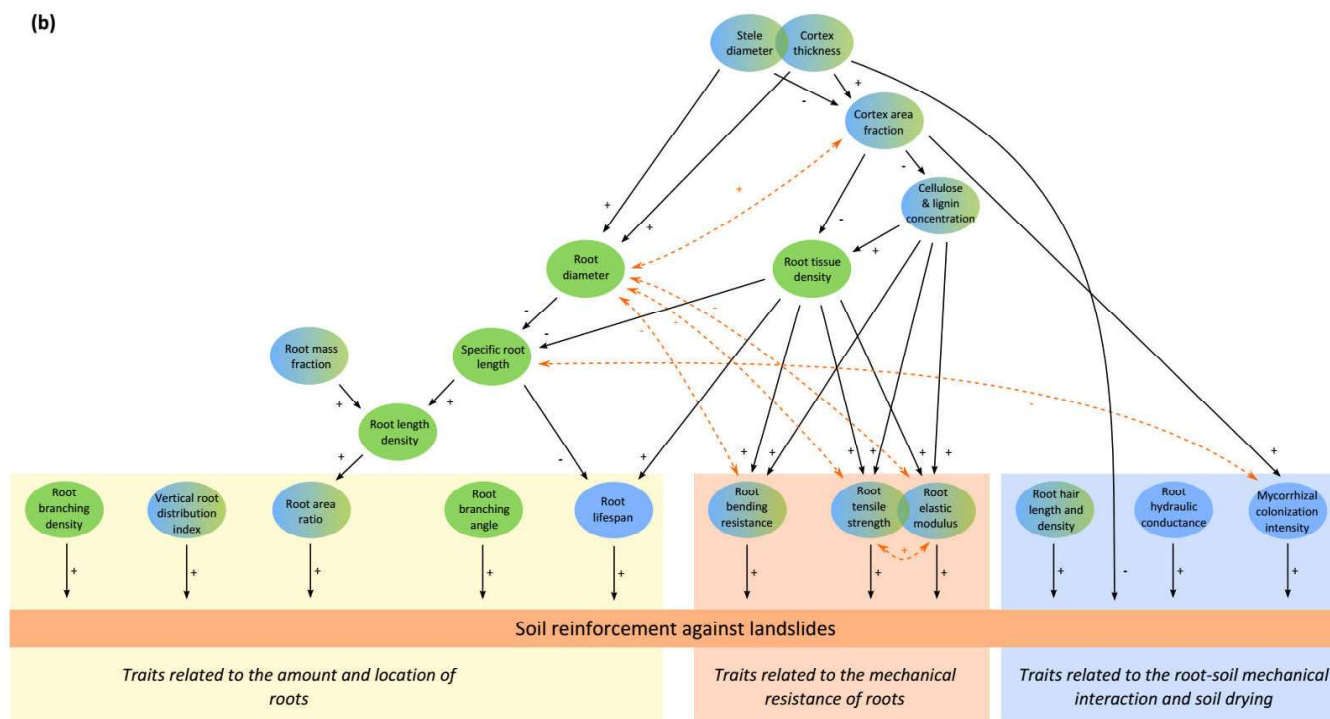 (b)
Stele
diameter
Cortex
thickness
+
-
Cortex area
fraction
-
+
Cellulose
& lignin
concentration
+
+
-
+
Root
diameter
Root tissue
density
-
-
-
-
-
Root mass
fraction
Specific root
length
+
+
-
Root length
density
+
-
+
+
+
-
+
+
+
+
+
-
Root
branching
density
Vertical root
distribution
index
Root area
ratio
Root
branching
angle
Root
lifespan
Root
bending
resistance
Root
tensile
strength
Root
elastic
modulus
Root hair
length and
density
Root
hydraulic
conductance
Mycorrhizal
colonization
intensity
+
+
+
+
+
+
+
+
+
+
-
+
+
Soil reinforcement against landslides
Traits related to the amount and location of
roots
Traits related to the mechanical
resistance of roots
Traits related to the root-soil mechanical
interaction and soil drying